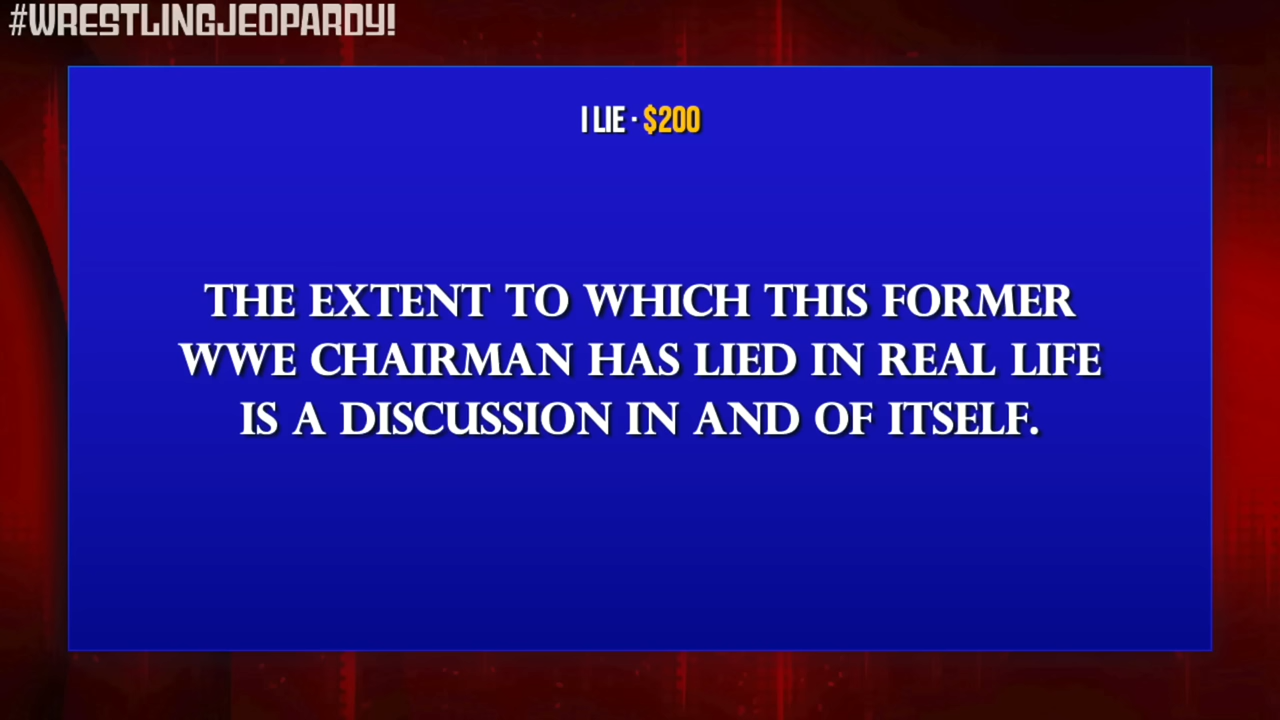 #WRESTLINGJEOPARDY!
I LIE · $200
THE EXTENT TO WHICH THIS FORMER
WWE CHAIRMAN HAS LIED IN REAL LIFE
IS A DISCUSSION IN AND OF ITSELF.